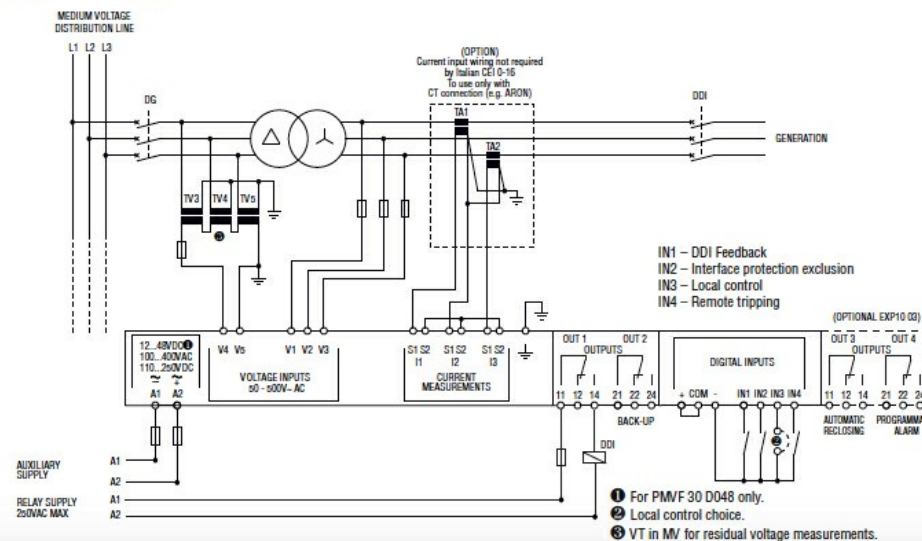 MEDIUM VOLTAGE
DISTRIBUTION LINE
L1 L2 L3
(OPTION)
Current input wiring not required
by Italian CEI 0-16
To use only with
CT connection (e.g. ARON)
DG
TA1
DDI
GENERATION
TA2
TV3 TV4 TV5
❸
IN1 – DDI Feedback
IN2 – Interface protection exclusion
IN3 – Local control
IN4 – Remote tripping
(OPTIONAL EXP10 03)
12...48VDC❶
100...400VAC
110...250VDC
~ ~
– +
A1 A2
V4 V5 V1 V2 V3
VOLTAGE INPUTS
50 - 500V~ AC
S1 S2 S1 S2 S1 S2
I1 I2 I3
CURRENT
MEASUREMENTS
OUT 1 OUT 2
OUTPUTS
11 12 14 21 22 24
BACK-UP
DIGITAL INPUTS
+ COM - IN1 IN2 IN3 IN4
❷
OUT 3 OUT 4
OUTPUTS
11 12 14 21 22
AUTOMATIC
RECLOSING
ALARM
DDI
AUXILIARY
SUPPLY
A1
A2
RELAY SUPPLY
250VAC MAX
A1
A2
❶ For PMVF 30 D048 only.
❷ Local control choice.
❸ VT in MV for residual voltage measurements.